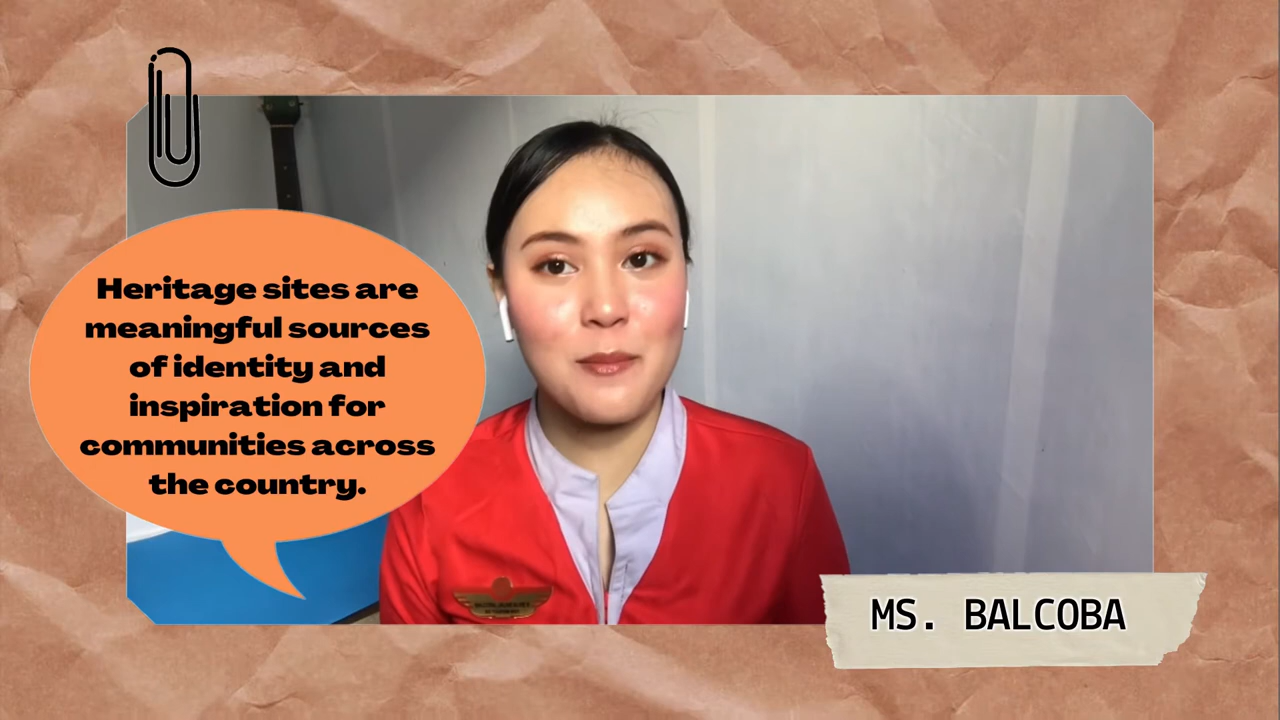 Heritage sites are
meaningful sources
of identity and
inspiration for
communities across
the country.
MS. BALCOBA